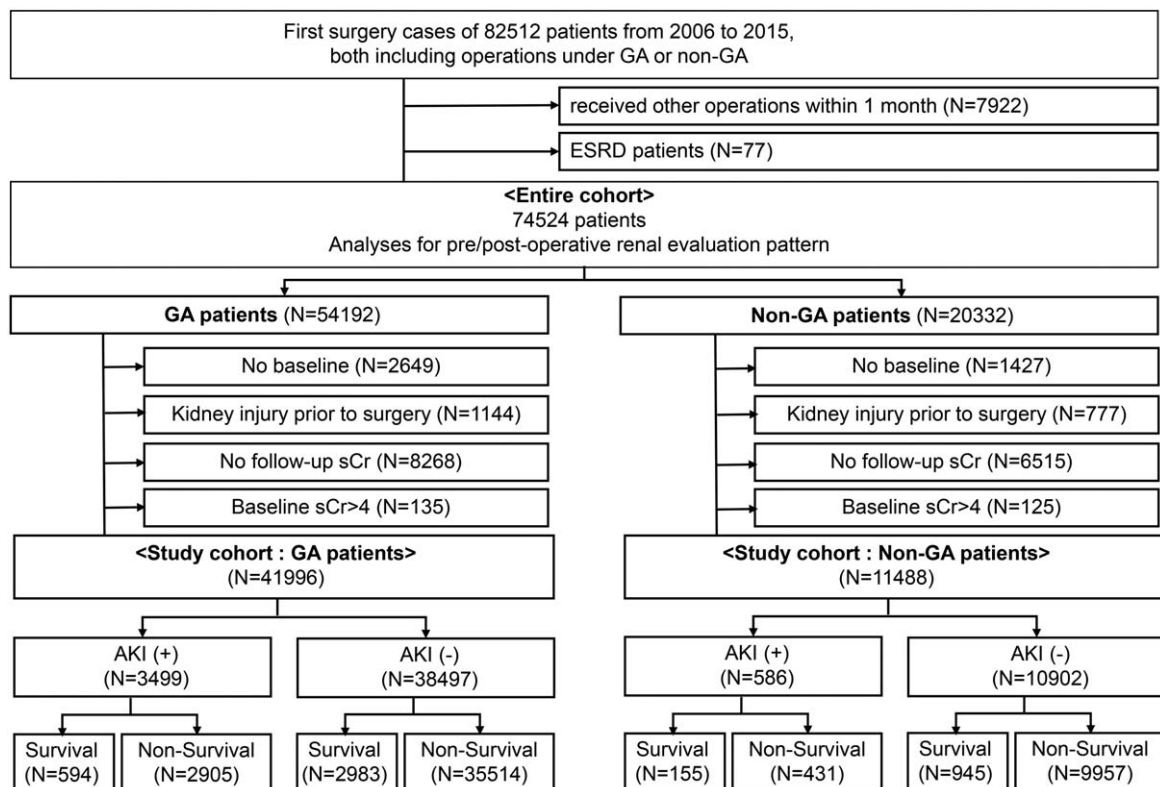 First surgery cases of 82512 patients from 2006 to 2015,
both including operations under GA or non-GA
received other operations within 1 month (N=7922)
ESRD patients (N=77)
<Entire cohort>
74524 patients
Analyses for pre/post-operative renal evaluation pattern
GA patients (N=54192)
No baseline (N=2649)
Kidney injury prior to surgery (N=1144)
No follow-up sCr (N=8268)
Baseline sCr>4 (N=135)
<Study cohort : GA patients>
(N=41996)
AKI (+)
(N=3499)
AKI (-)
(N=38497)
Survival
(N=594)
Non-Survival
(N=2905)
Survival
(N=2983)
Non-Survival
(N=35514)
Non-GA patients (N=20332)
No baseline (N=1427)
Kidney injury prior to surgery (N=777)
No follow-up sCr (N=6515)
Baseline sCr>4 (N=125)
<Study cohort : Non-GA patients>
(N=11488)
AKI (+)
(N=586)
AKI (-)
(N=10902)
Survival
(N=155)
Non-Survival
(N=431)
Survival
(N=945)
Non-Survival
(N=9957)